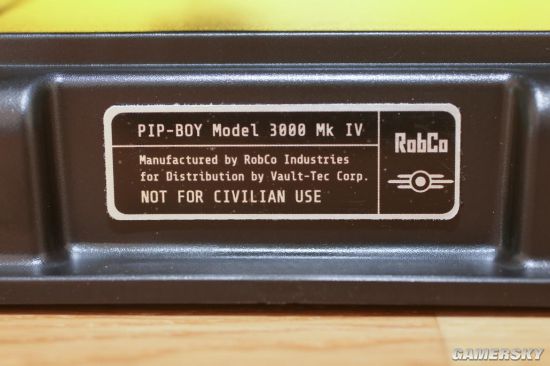 PIP-BOY Model 3000 Mk IV
RobCo
Manufactured by RobCo Industries
for Distribution by Vault-Tec Corp.
NOT FOR CIVILIAN USE
GAMERSKY